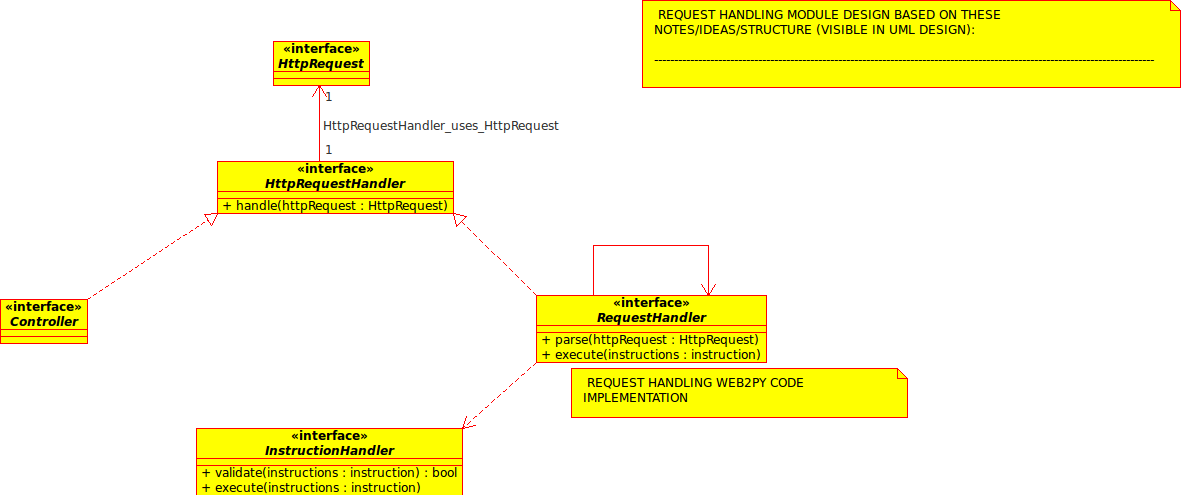 REQUEST HANDLING MODULE DESIGN BASED ON THESE
NOTES/IDEAS/STRUCTURE (VISIBLE IN UML DESIGN):
«interface»
HttpRequest
1
HttpRequestHandler_uses_HttpRequest
1
«interface»
HttpRequestHandler
+ handle(httpRequest : HttpRequest)
«interface»
Controller
«interface»
RequestHandler
+ parse(httpRequest : HttpRequest)
+ execute(instructions : instruction)
REQUEST HANDLING WEB2PY CODE
IMPLEMENTATION
«interface»
InstructionHandler
+ validate(instructions : instruction) : bool
+ execute(instructions : instruction)